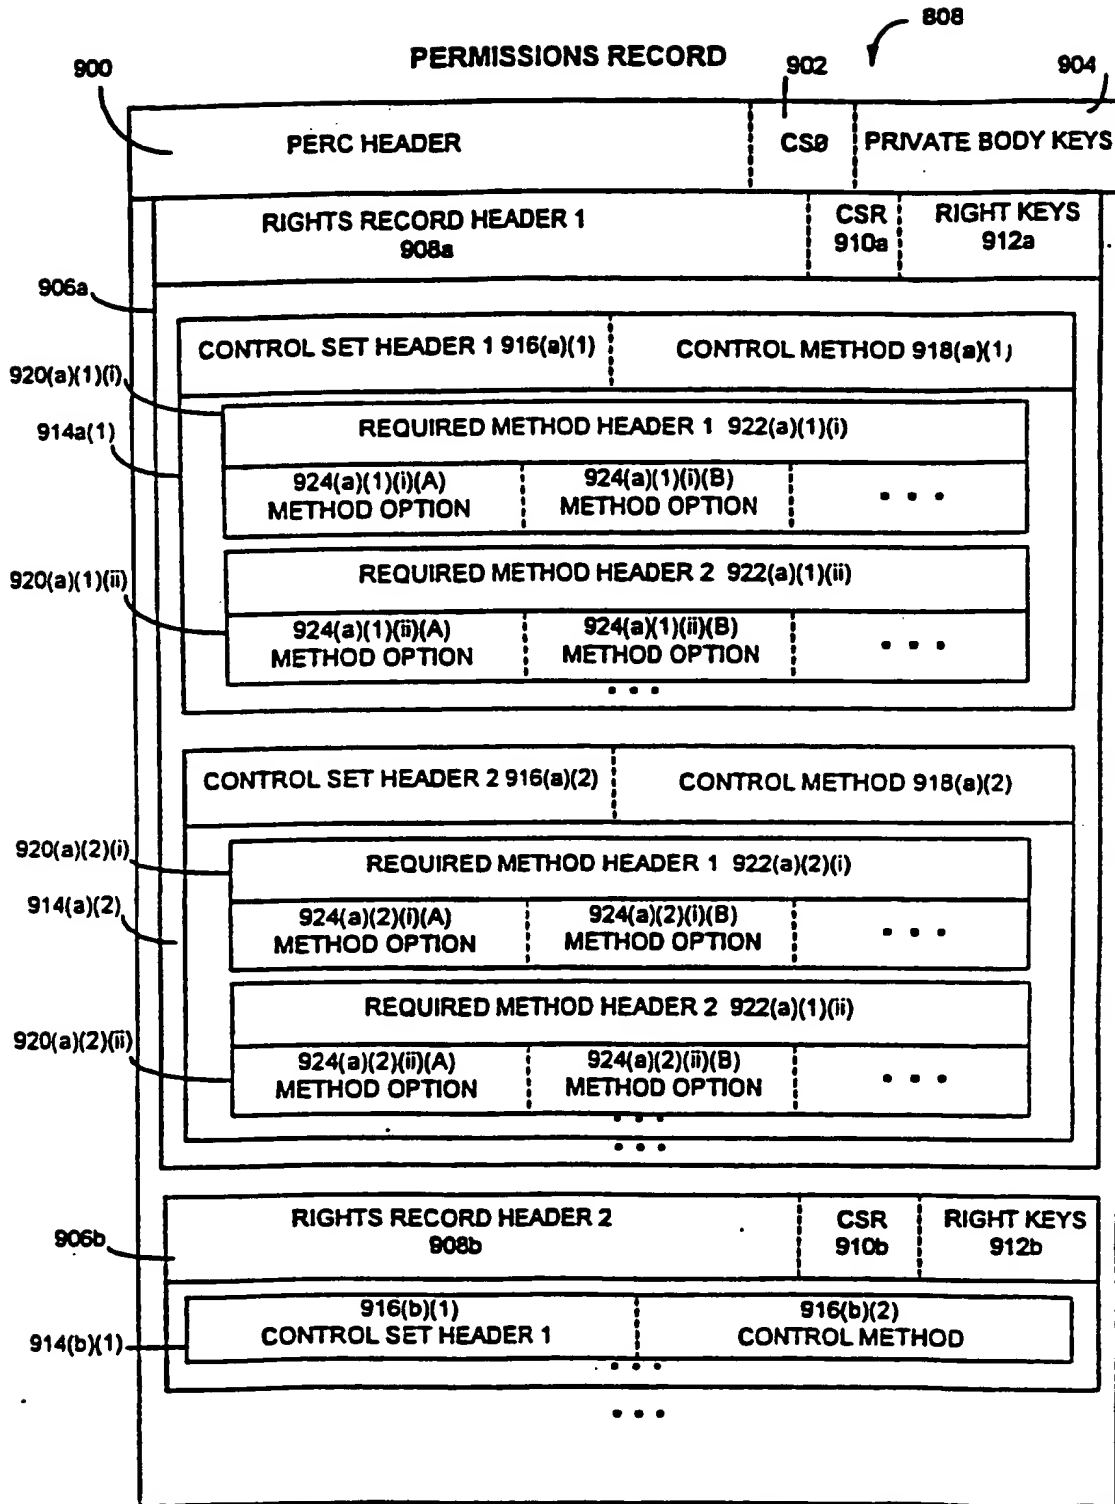 808
PERMISSIONS RECORD
900
902
904
PERC HEADER
CS0
PRIVATE BODY KEYS
RIGHTS RECORD HEADER 1
908a
CSR
910a
RIGHT KEYS
912a
906a
CONTROL SET HEADER 1 916(a)(1)
CONTROL METHOD 918(a)(1)
920(a)(1)(i)
914a(1)
REQUIRED METHOD HEADER 1 922(a)(1)(i)
924(a)(1)(i)(A)
METHOD OPTION
924(a)(1)(i)(B)
METHOD OPTION
• • •
920(a)(1)(ii)
REQUIRED METHOD HEADER 2 922(a)(1)(ii)
924(a)(1)(ii)(A)
METHOD OPTION
924(a)(1)(ii)(B)
METHOD OPTION
• • •
• • •
CONTROL SET HEADER 2 916(a)(2)
CONTROL METHOD 918(a)(2)
920(a)(2)(i)
914(a)(2)
REQUIRED METHOD HEADER 1 922(a)(2)(i)
924(a)(2)(i)(A)
METHOD OPTION
924(a)(2)(i)(B)
METHOD OPTION
• • •
920(a)(2)(ii)
REQUIRED METHOD HEADER 2 922(a)(1)(ii)
924(a)(2)(ii)(A)
METHOD OPTION
924(a)(2)(ii)(B)
METHOD OPTION
• • •
• • •
• • •
906b
RIGHTS RECORD HEADER 2
908b
CSR
910b
RIGHT KEYS
912b
914(b)(1)
916(b)(1)
CONTROL SET HEADER 1
916(b)(2)
CONTROL METHOD
• • •
• • •